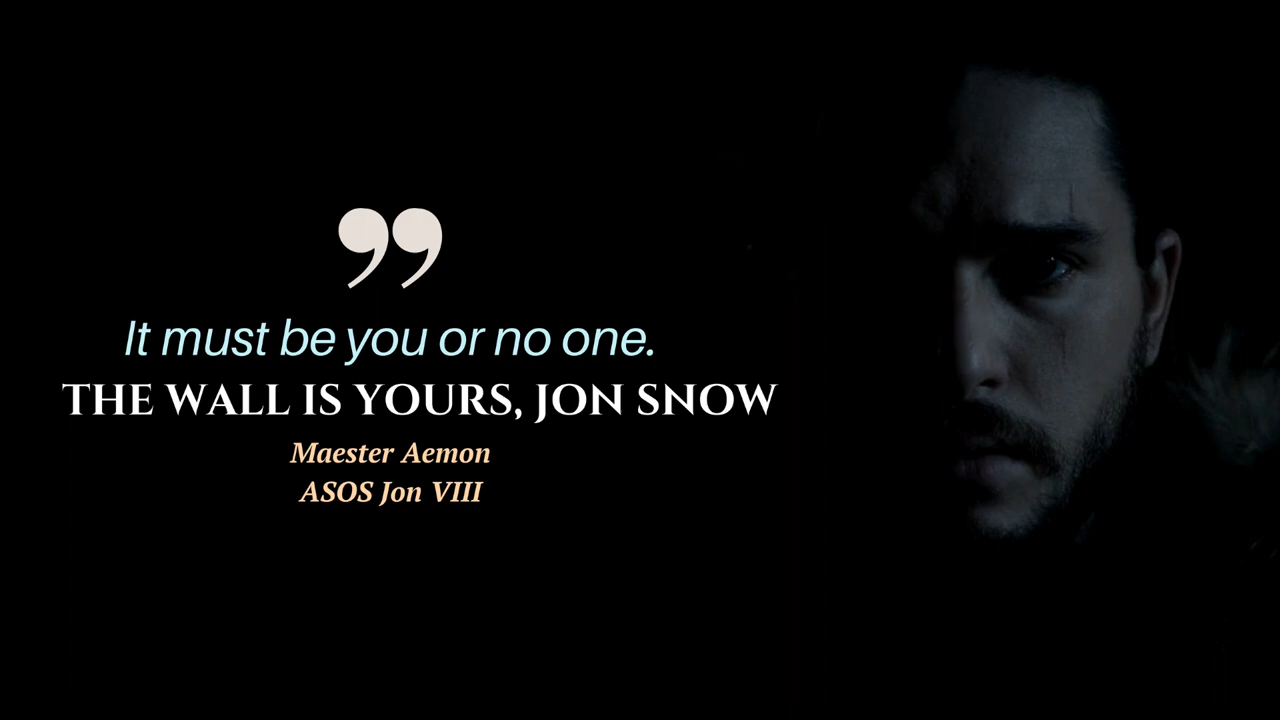 ”
It must be you or no one.
THE WALL IS YOURS, JON SNOW
Maester Aemon
ASOS Jon VIII